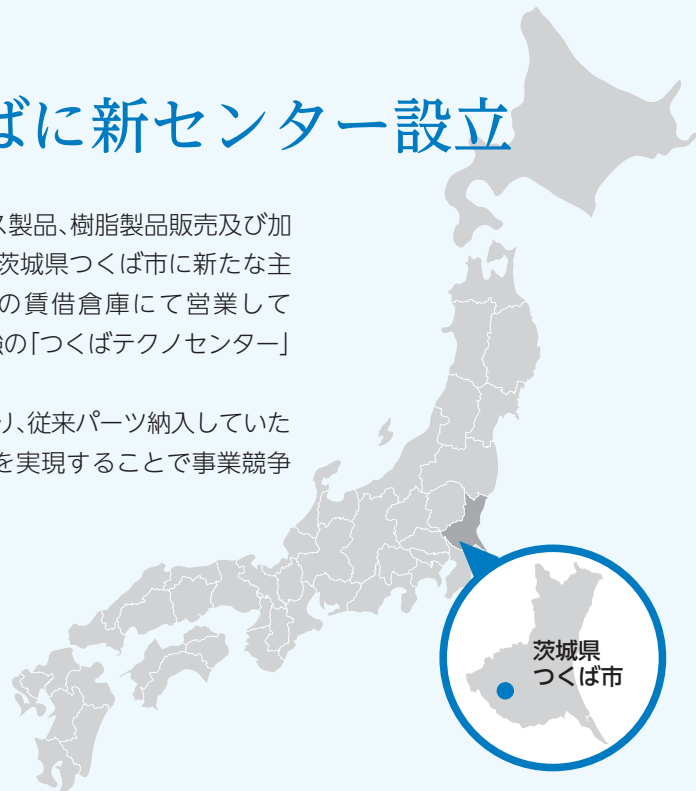 ばに新センター設立
ス製品、樹脂製品販売及び加
茨城県つくば市に新たな主
の賃借倉庫にて営業して
の「つくばテクノセンター」
り、従来パーツ納入していた
を実現することで事業競争
茨城県
つくば市